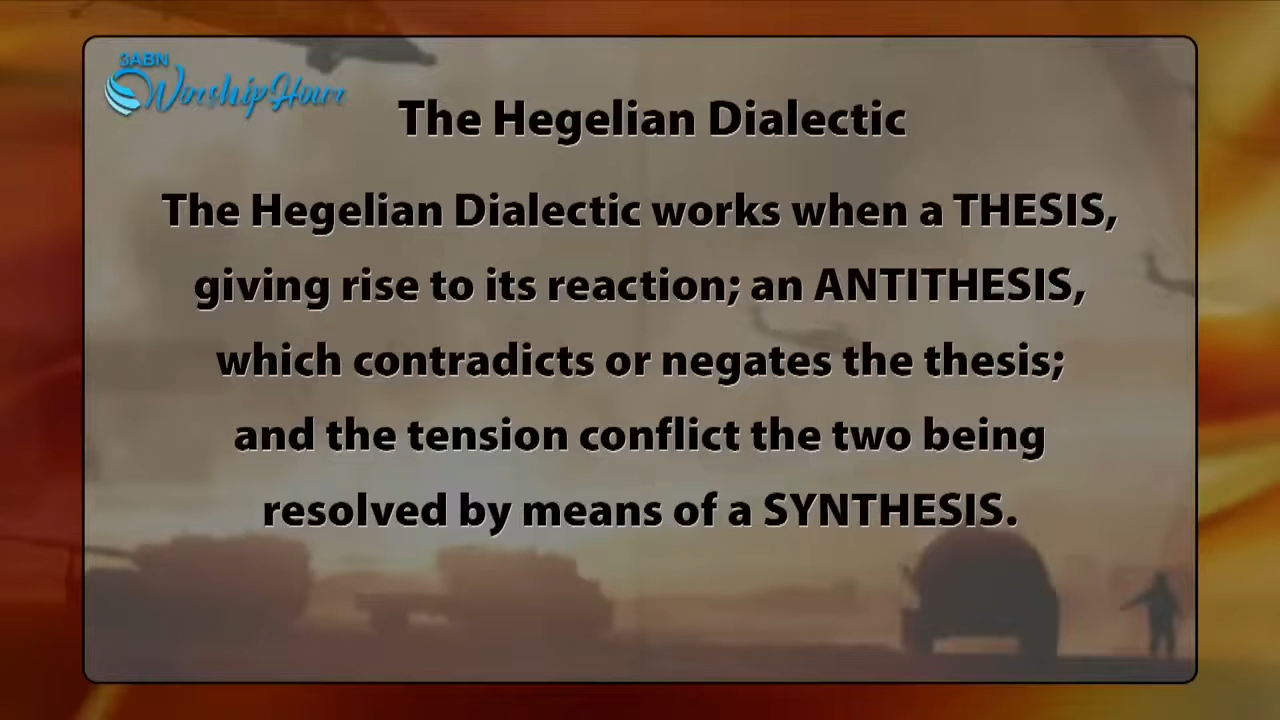 3ABN
Worship Hour
The Hegelian Dialectic
The Hegelian Dialectic works when a THESIS,
giving rise to its reaction; an ANTITHESIS,
which contradicts or negates the thesis;
and the tension conflict the two being
resolved by means of a SYNTHESIS.